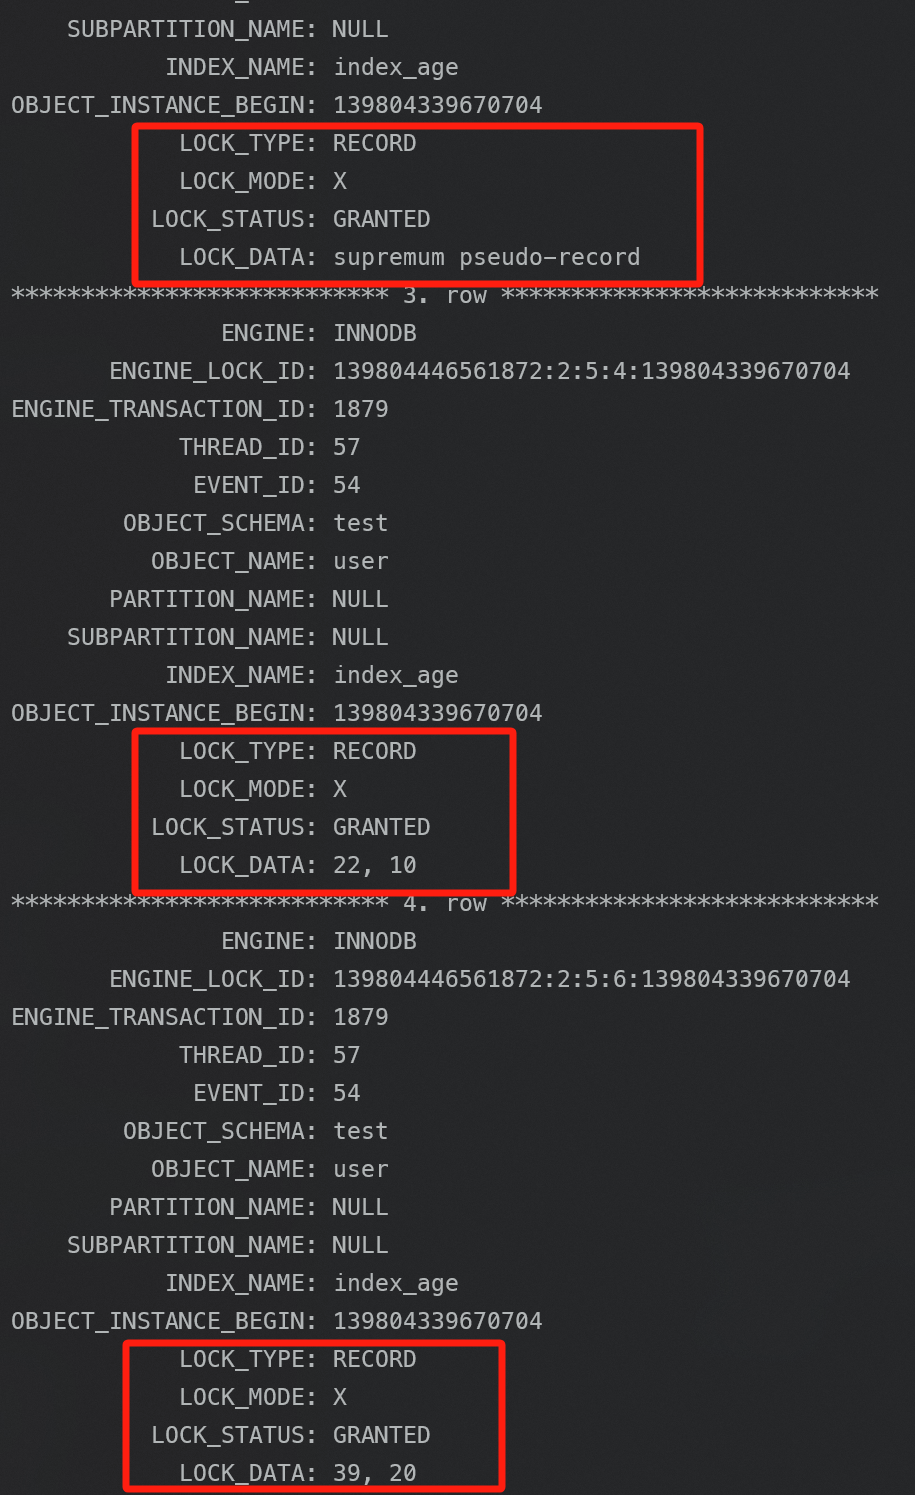 SUBPARTITION_NAME: NULL
INDEX_NAME: index_age
OBJECT_INSTANCE_BEGIN: 139804339670704
LOCK_TYPE: RECORD
LOCK_MODE: X
LOCK_STATUS: GRANTED
LOCK_DATA: supremum pseudo-record
*************************** 3. row ***************************
ENGINE: INNODB
ENGINE_LOCK_ID: 139804446561872:2:5:4:139804339670704
ENGINE_TRANSACTION_ID: 1879
THREAD_ID: 57
EVENT_ID: 54
OBJECT_SCHEMA: test
OBJECT_NAME: user
PARTITION_NAME: NULL
SUBPARTITION_NAME: NULL
INDEX_NAME: index_age
OBJECT_INSTANCE_BEGIN: 139804339670704
LOCK_TYPE: RECORD
LOCK_MODE: X
LOCK_STATUS: GRANTED
LOCK_DATA: 22, 10
*************************** 4. row ***************************
ENGINE: INNODB
ENGINE_LOCK_ID: 139804446561872:2:5:6:139804339670704
ENGINE_TRANSACTION_ID: 1879
THREAD_ID: 57
EVENT_ID: 54
OBJECT_SCHEMA: test
OBJECT_NAME: user
PARTITION_NAME: NULL
SUBPARTITION_NAME: NULL
INDEX_NAME: index_age
OBJECT_INSTANCE_BEGIN: 139804339670704
LOCK_TYPE: RECORD
LOCK_MODE: X
LOCK_STATUS: GRANTED
LOCK_DATA: 39, 20